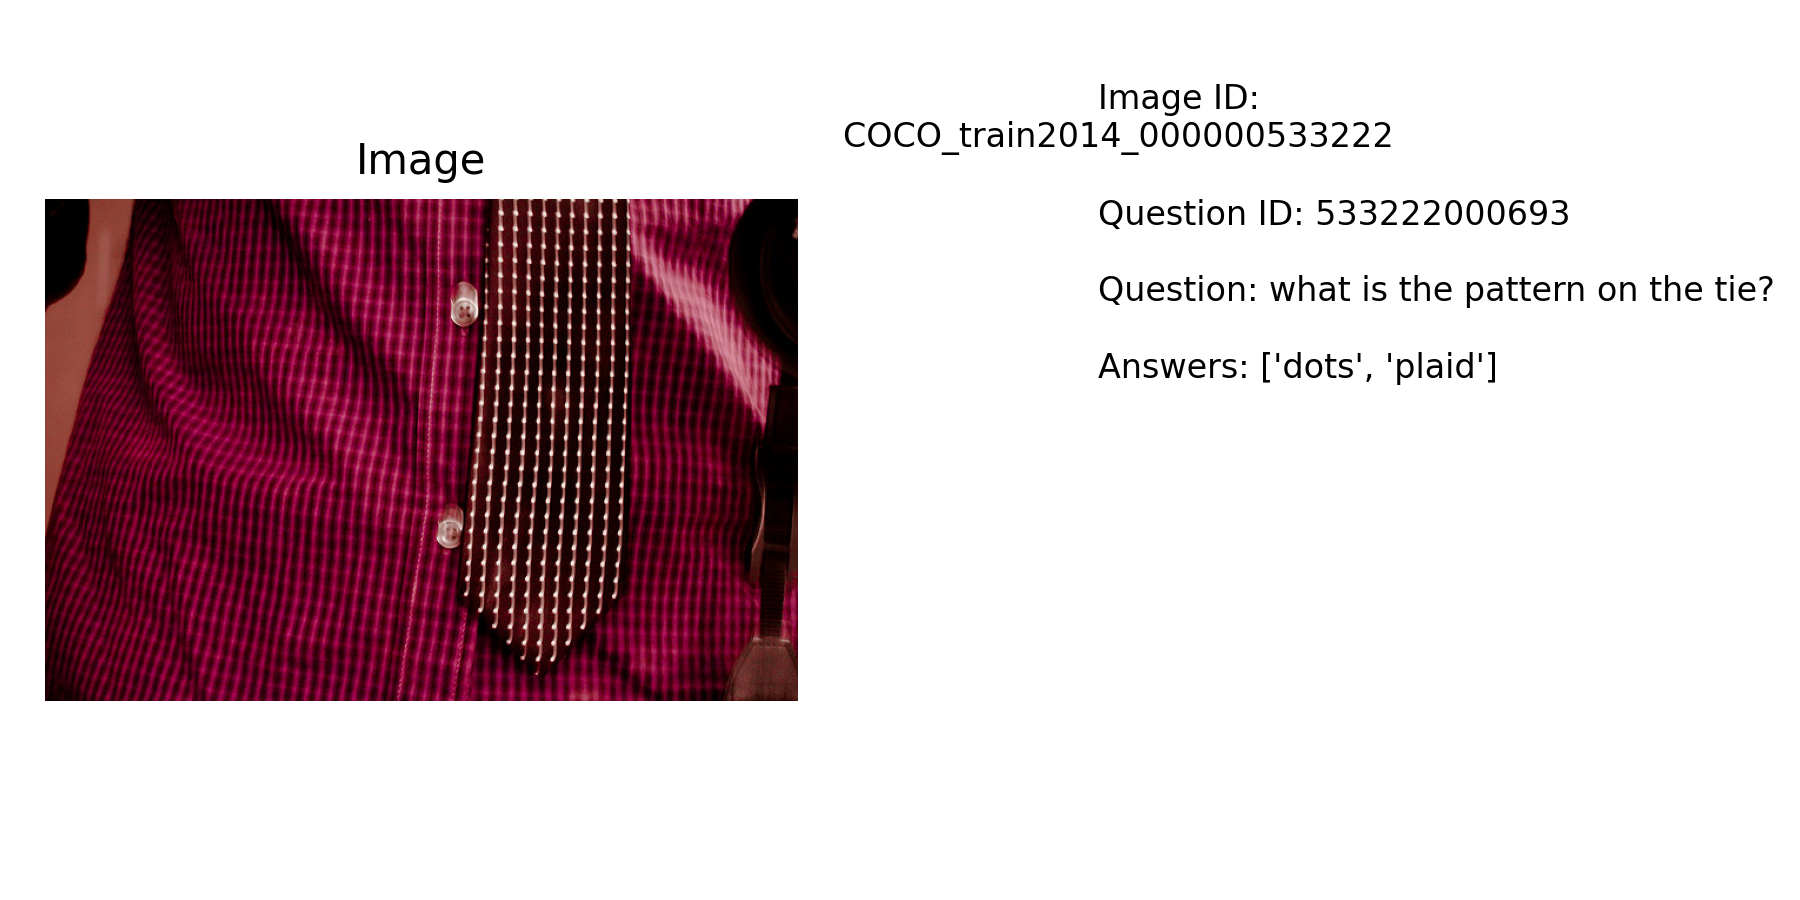 Image
Image ID:
COCO_train2014_000000533222
Question ID: 533222000693
Question: what is the pattern on the tie?
Answers: ['dots', 'plaid']